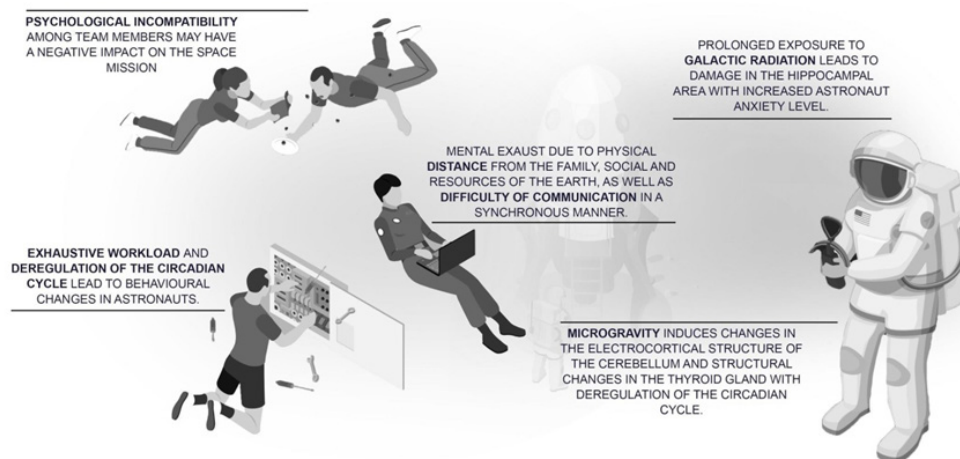 PSYCHOLOGICAL INCOMPATIBILITY
AMONG TEAM MEMBERS MAY HAVE
A NEGATIVE IMPACT ON THE SPACE
MISSION
PROLONGED EXPOSURE TO
GALACTIC RADIATION LEADS TO
DAMAGE IN THE HIPPOCAMPAL
AREA WITH INCREASED ASTRONAUT
ANXIETY LEVEL.
MENTAL EXAUST DUE TO PHYSICAL
DISTANCE FROM THE FAMILY, SOCIAL AND
RESOURCES OF THE EARTH, AS WELL AS
DIFFICULTY OF COMMUNICATION IN A
SYNCHRONOUS MANNER.
EXHAUSTIVE WORKLOAD AND
DEREGULATION OF THE CIRCADIAN
CYCLE LEAD TO BEHAVIOURAL
CHANGES IN ASTRONAUTS.
MICROGRAVITY INDUCES CHANGES IN
THE ELECTROCORTICAL STRUCTURE OF
THE CEREBELLUM AND STRUCTURAL
CHANGES IN THE THYROID GLAND WITH
DEREGULATION OF THE CIRCADIAN
CYCLE.